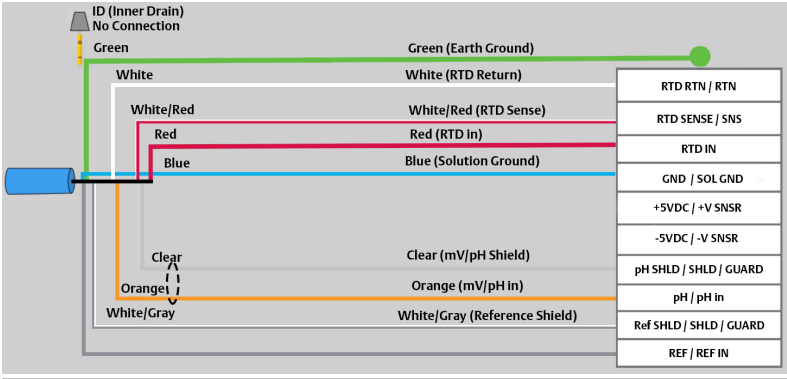 ID (Inner Drain)
No Connection
Green
Green (Earth Ground)
White
White (RTD Return)
RTD RTN / RTN
White/Red
White/Red (RTD Sense)
RTD SENSE / SNS
Red
Red (RTD in)
RTD IN
Blue
Blue (Solution Ground)
GND / SOL GND
+5VDC / +V SNSR
-5VDC / -V SNSR
Clear
Clear (mV/pH Shield)
pH SHLD / SHLD / GUARD
Orange
Orange (mV/pH in)
pH / pH in
White/Gray
White/Gray (Reference Shield)
Ref SHLD / SHLD / GUARD
REF / REF IN